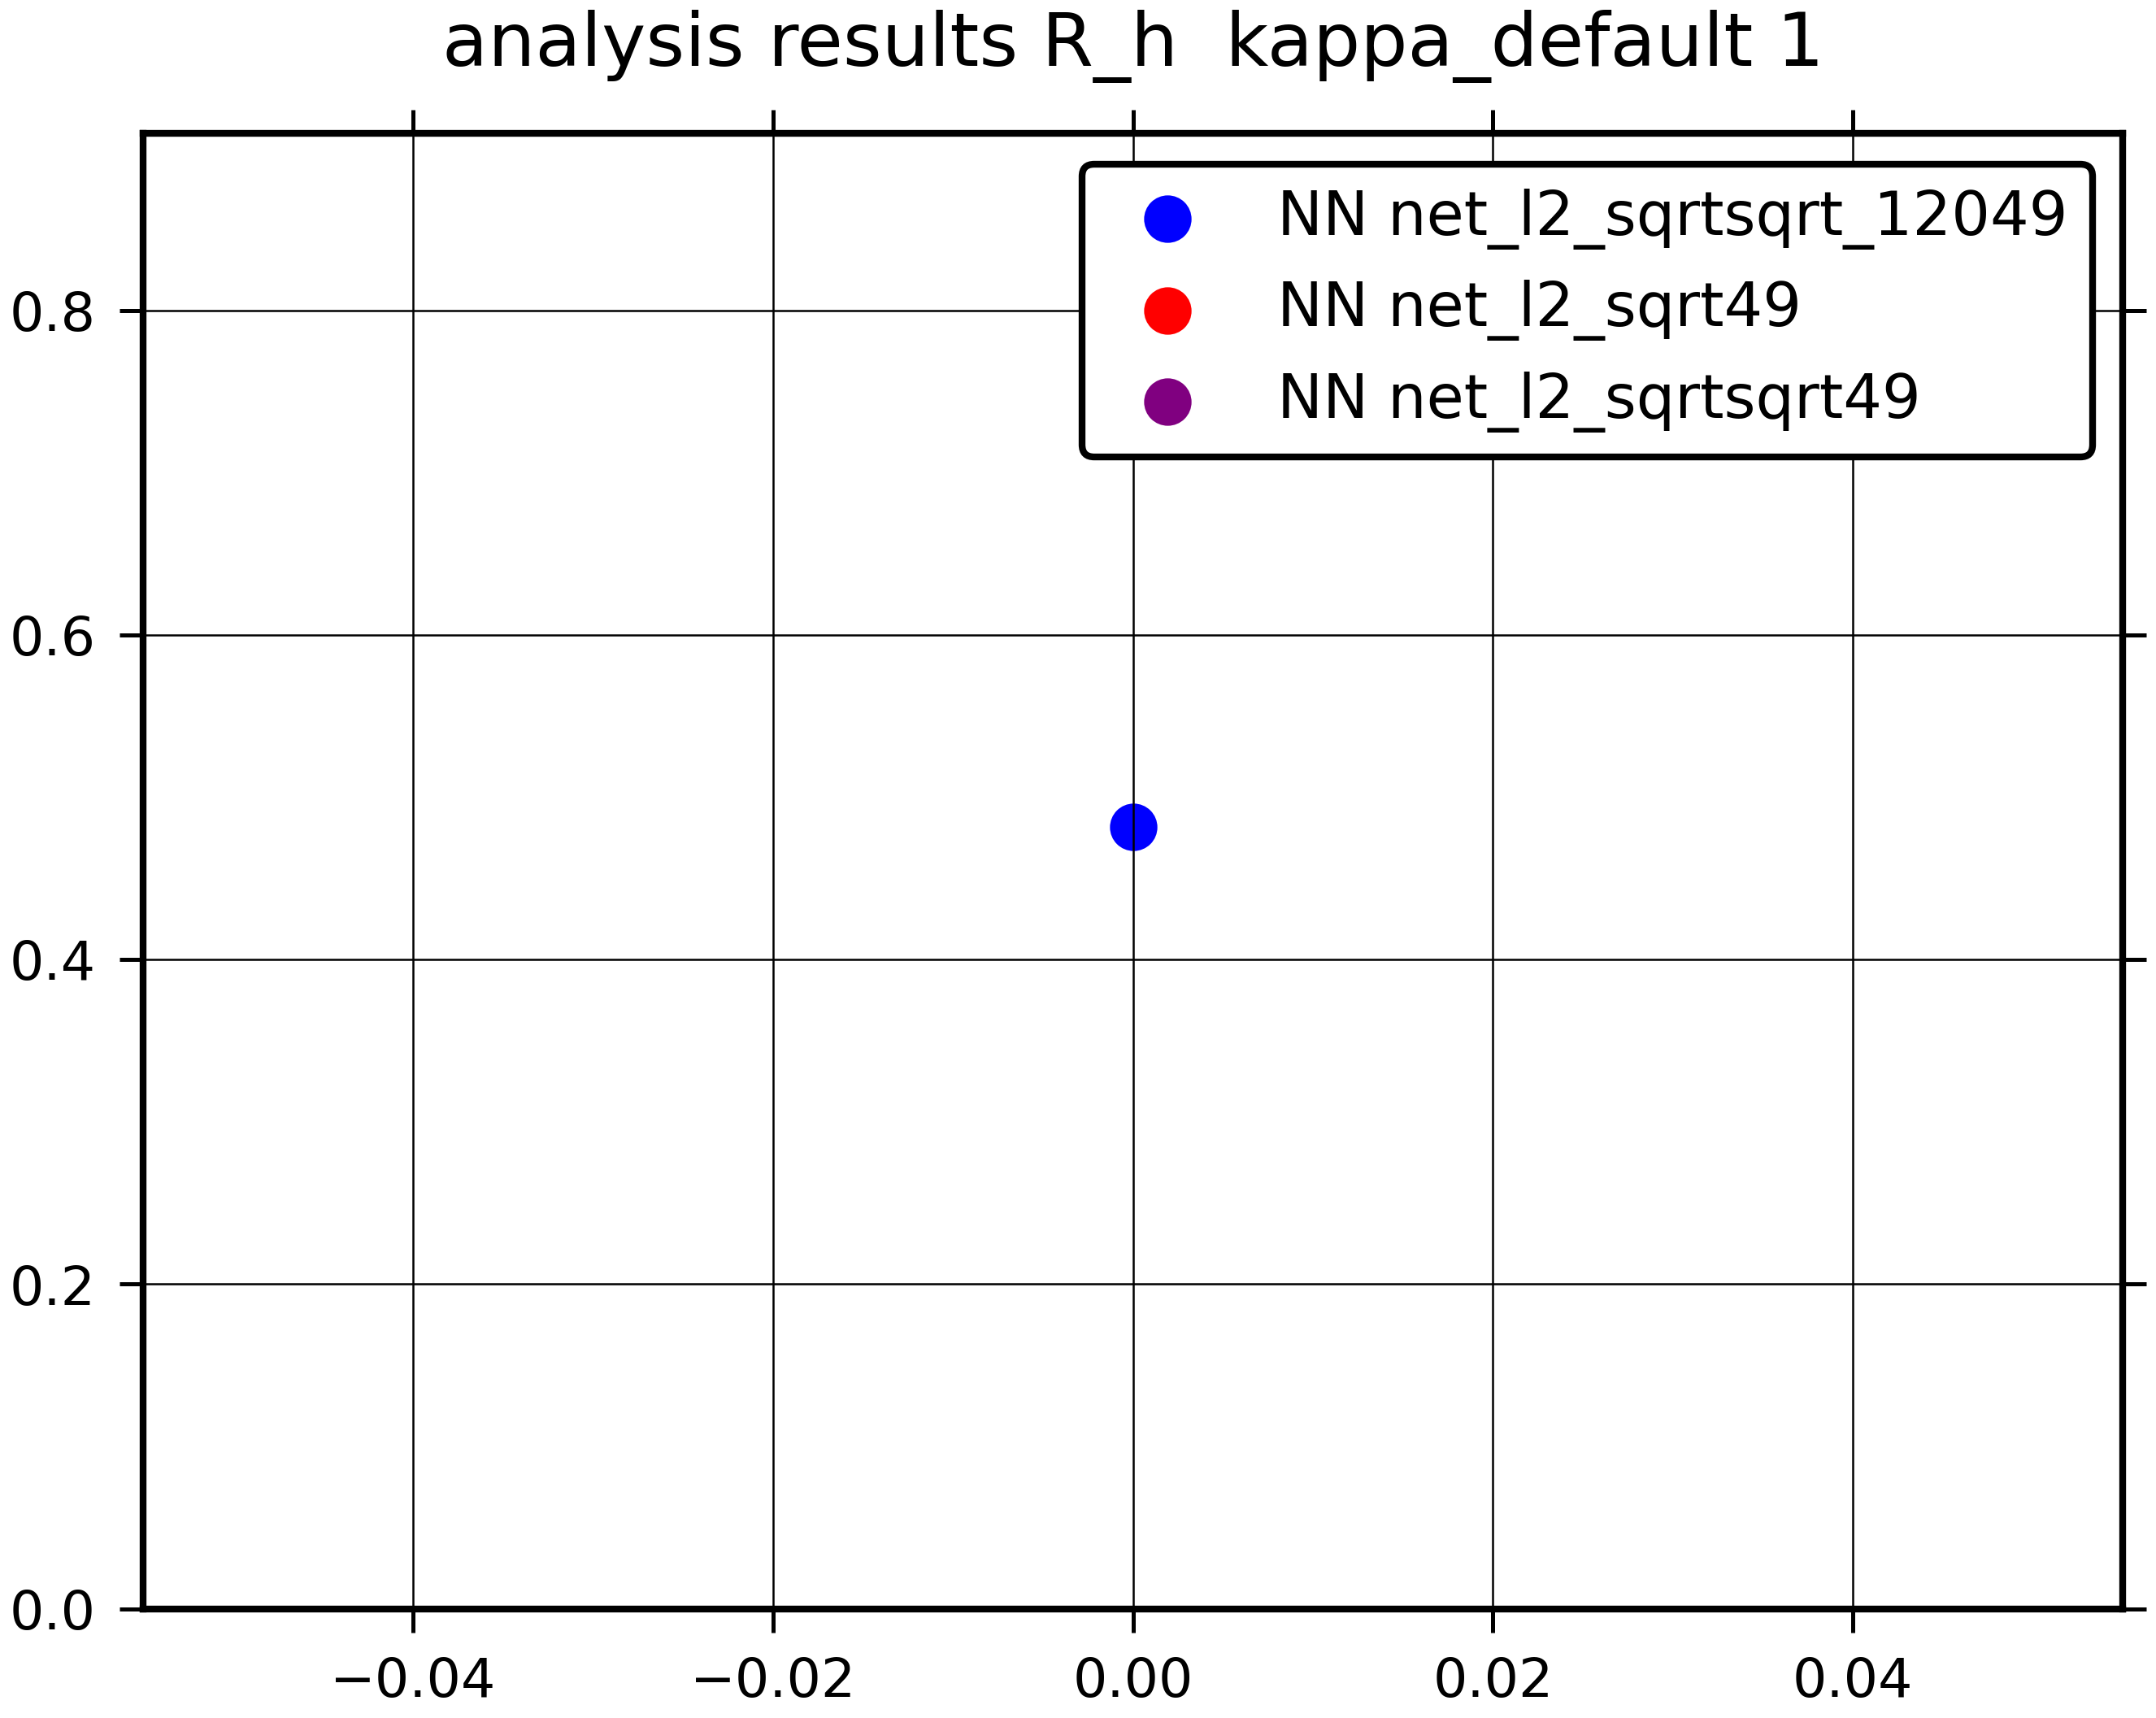 analysis results R_h  kappa_default 1
NN net_l2_sqrtsqrt_12049
NN net_l2_sqrt49
NN net_l2_sqrtsqrt49
0.8
0.6
0.4
0.2
0.0
−0.04 −0.02 0.00 0.02 0.04